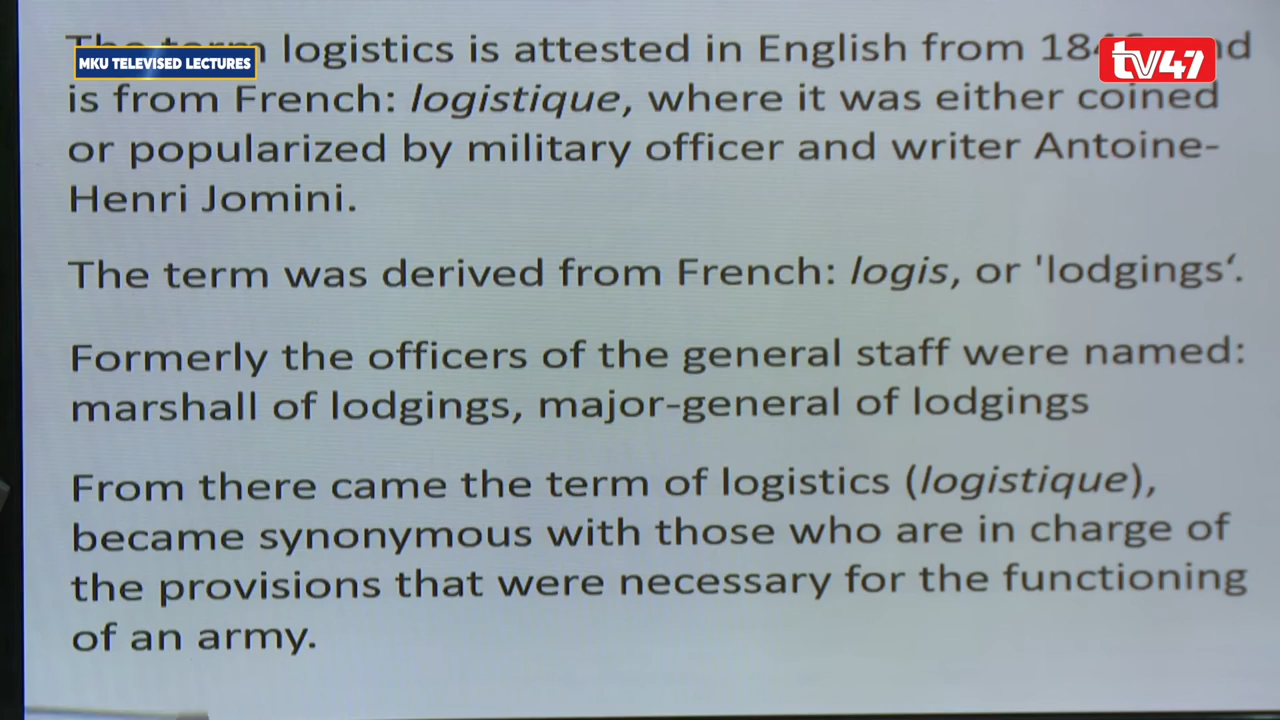 The term logistics is attested in English from
MKU TELEVISED LECTURES
tv47
is from French: logistique, where it was either coined
or popularized by military officer and writer Antoine-
Henri Jomini.
The term was derived from French: logis, or 'lodgings‘.
Formerly the officers of the general staff were named:
marshall of lodgings, major-general of lodgings
From there came the term of logistics (logistique),
became synonymous with those who are in charge of
the provisions that were necessary for the functioning
of an army.